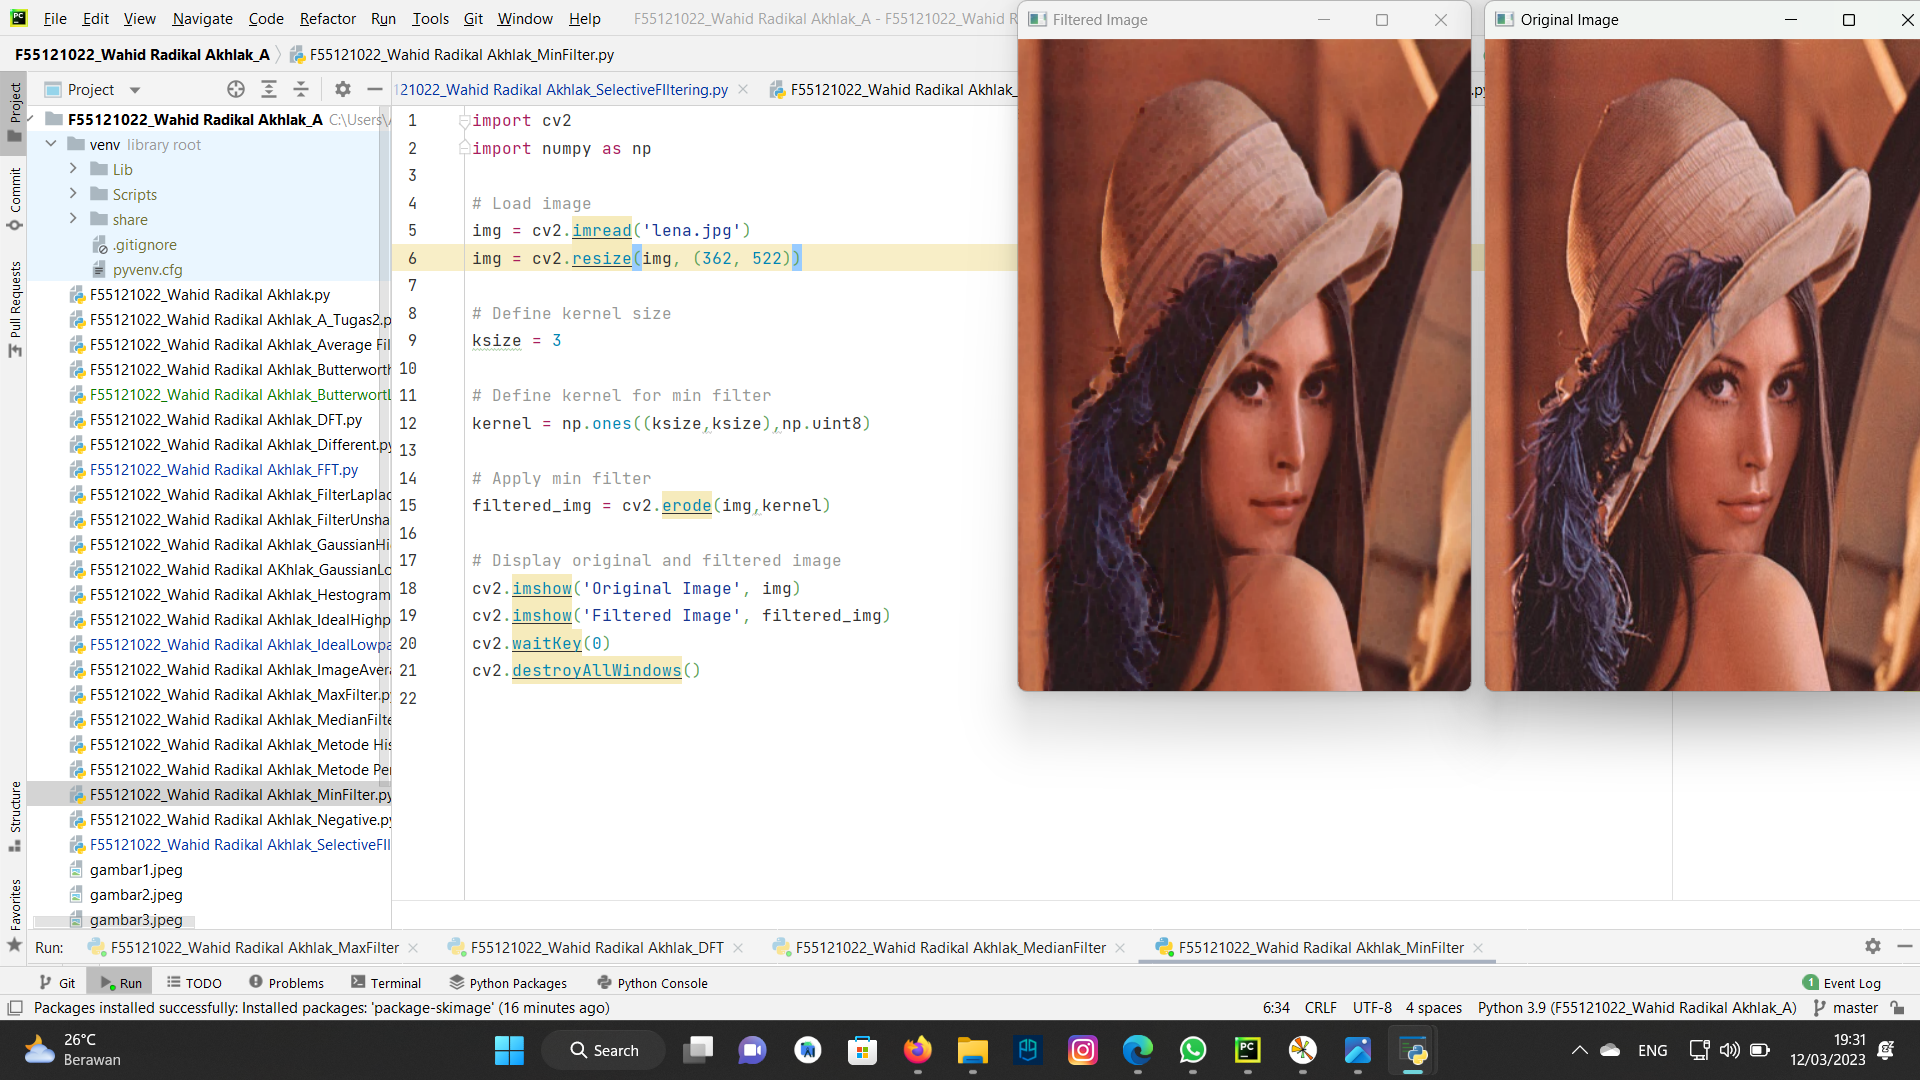 File Edit View Navigate Code Refactor Run Tools Git Window Help F55121022_Wahid Radikal Akhlak_A - F55121022_Wahid R
Filtered Image
Original Image
F55121022_Wahid Radikal Akhlak_A F55121022_Wahid Radikal Akhlak_MinFilter.py
Project
Project
121022_Wahid Radikal Akhlak_SelectiveFIltering.py
F55121022_Wahid Radikal Akhlak_
.py
F55121022_Wahid Radikal Akhlak_A C:\Users\
venv library root
Lib
Scripts
share
.gitignore
pyvenv.cfg
F55121022_Wahid Radikal Akhlak.py
F55121022_Wahid Radikal Akhlak_A_Tugas2.p
F55121022_Wahid Radikal Akhlak_Average Fil
F55121022_Wahid Radikal Akhlak_Butterworth
F55121022_Wahid Radikal Akhlak_ButterwortL
F55121022_Wahid Radikal Akhlak_DFT.py
F55121022_Wahid Radikal Akhlak_Different.py
F55121022_Wahid Radikal Akhlak_FFT.py
F55121022_Wahid Radikal Akhlak_FilterLaplac
F55121022_Wahid Radikal Akhlak_FilterUnsha
F55121022_Wahid Radikal Akhlak_GaussianHi
F55121022_Wahid Radikal AKhlak_GaussianLo
F55121022_Wahid Radikal Akhlak_Hestogram
F55121022_Wahid Radikal Akhlak_IdealHighp
F55121022_Wahid Radikal Akhlak_IdealLowpa
F55121022_Wahid Radikal Akhlak_ImageAvera
F55121022_Wahid Radikal Akhlak_MaxFilter.py
F55121022_Wahid Radikal Akhlak_MedianFilte
F55121022_Wahid Radikal Akhlak_Metode His
F55121022_Wahid Radikal Akhlak_Metode Per
F55121022_Wahid Radikal Akhlak_MinFilter.py
F55121022_Wahid Radikal Akhlak_Negative.py
F55121022_Wahid Radikal Akhlak_SelectiveFIl
gambar1.jpeg
gambar2.jpeg
gambar3.jpeg
Commit
Pull Requests
Structure
Favorites
1 import cv2
2 import numpy as np
3
4 # Load image
5 img = cv2.imread('lena.jpg')
6 img = cv2.resize(img, (362, 522))
7
8 # Define kernel size
9 ksize = 3
10
11 # Define kernel for min filter
12 kernel = np.ones((ksize,ksize),np.uint8)
13
14 # Apply min filter
15 filtered_img = cv2.erode(img,kernel)
16
17 # Display original and filtered image
18 cv2.imshow('Original Image', img)
19 cv2.imshow('Filtered Image', filtered_img)
20 cv2.waitKey(0)
21 cv2.destroyAllWindows()
22
Run: F55121022_Wahid Radikal Akhlak_MaxFilter F55121022_Wahid Radikal Akhlak_DFT F55121022_Wahid Radikal Akhlak_MedianFilter F55121022_Wahid Radikal Akhlak_MinFilter
Git Run TODO Problems Terminal Python Packages Python Console 1 Event Log
Packages installed successfully: Installed packages: 'package-skimage' (16 minutes ago) 6:34 CRLF UTF-8 4 spaces Python 3.9 (F55121022_Wahid Radikal Akhlak_A) master
26°C
Berawan
Search
ENG
19:31
12/03/2023